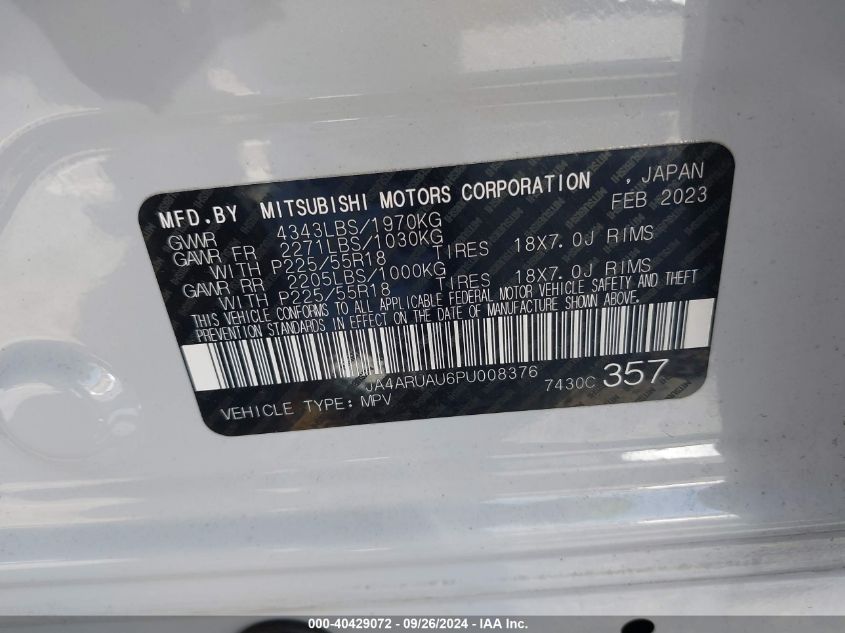 MFD.BY MITSUBISHI MOTORS CORPORATION , JAPAN
FEB 2023
GVWR 4343LBS/1970KG
GAWR FR 2271LBS/1030KG
WITH P225/55R18 TIRES 18X7.0J RIMS
GAWR RR 2205LBS/1000KG
WITH P225/55R18 TIRES 18X7.0J RIMS
THIS VEHICLE CONFORMS TO ALL APPLICABLE FEDERAL MOTOR VEHICLE SAFETY AND THEFT
PREVENTION STANDARDS IN EFFECT ON THE DATE OF MANUFACTURE SHOWN ABOVE.
JA4ARUAU6PU008376
7430C 357
VEHICLE TYPE: MPV
000-40429072 - 09/26/2024 - IAA Inc.